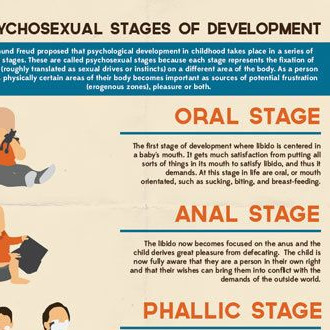 YCHOSEXUAL STAGES OF DEVELOPMENT
und Freud proposed that psychological development in childhood takes place in a series of
stages. These are called psychosexual stages because each stage represents the fixation of
(roughly translated as sexual drives or instincts) on a different area of the body. As a person
physically certain areas of their body become important as sources of potential frustration
(erogenous zones), pleasure or both.
ORAL STAGE
The first stage of development where libido is centered in
a baby's mouth. It gets much satisfaction from putting all
sorts of things in its mouth to satisfy libido, and thus it
demands. At this stage in life are oral, or mouth
orientated, such as sucking, biting, and breast-feeding.
ANAL STAGE
The libido now becomes focused on the anus and the
child derives great pleasure from defecating. The child is
now fully aware that they are a person in their own right
and that their wishes can bring them into conflict with the
demands of the outside world.
PHALLIC STAGE